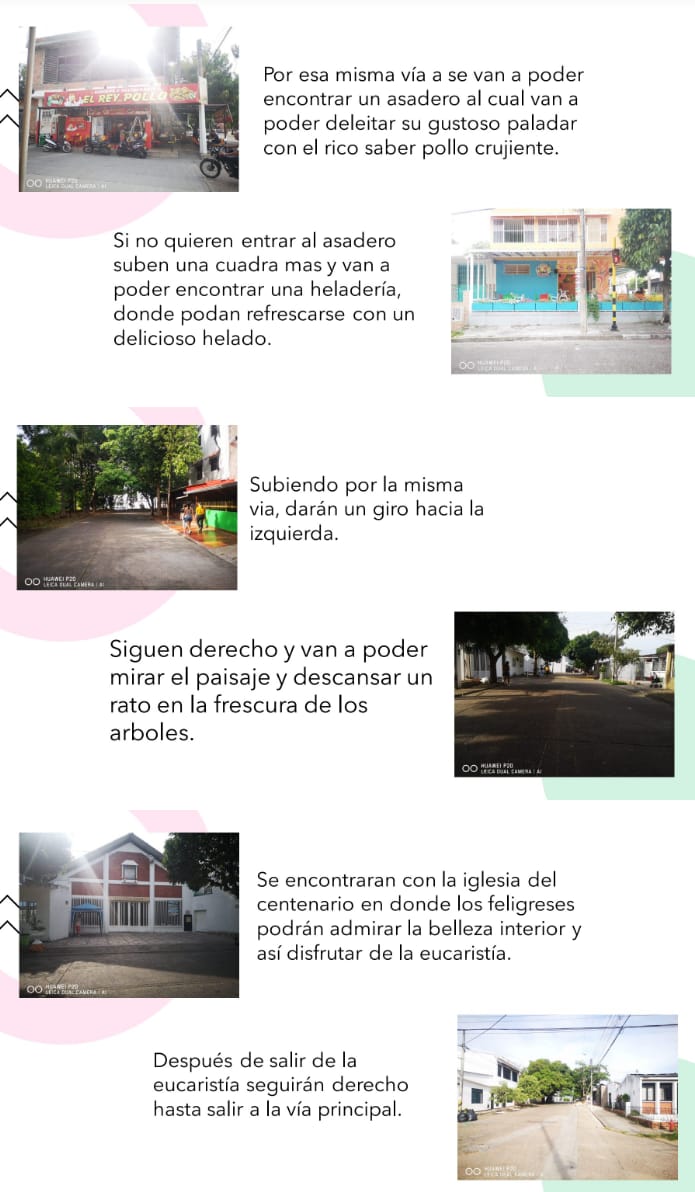 EL REY POLLO
Por esa misma vía a se van a poder
encontrar un asadero al cual van a
poder deleitar su gustoso paladar
con el rico saber pollo crujiente.
HUAWEI P20
LEICA DUAL CAMERA | AI
Si no quieren entrar al asadero
suben una cuadra mas y van a
poder encontrar una heladería,
donde podan refrescarse con un
delicioso helado.
HUAWEI P20
LEICA DUAL CAMERA | AI
Subiendo por la misma
via, darán un giro hacia la
izquierda.
HUAWEI P20
LEICA DUAL CAMERA | AI
Siguen derecho y van a poder
mirar el paisaje y descansar un
rato en la frescura de los
arboles.
HUAWEI P20
LEICA DUAL CAMERA | AI
Se encontraran con la iglesia del
centenario en donde los feligreses
podrán admirar la belleza interior y
así disfrutar de la eucaristía.
HUAWEI P20
LEICA DUAL CAMERA | AI
Después de salir de la
eucaristía seguirán derecho
hasta salir a la vía principal.
HUAWEI P20
LEICA DUAL CAMERA | AI